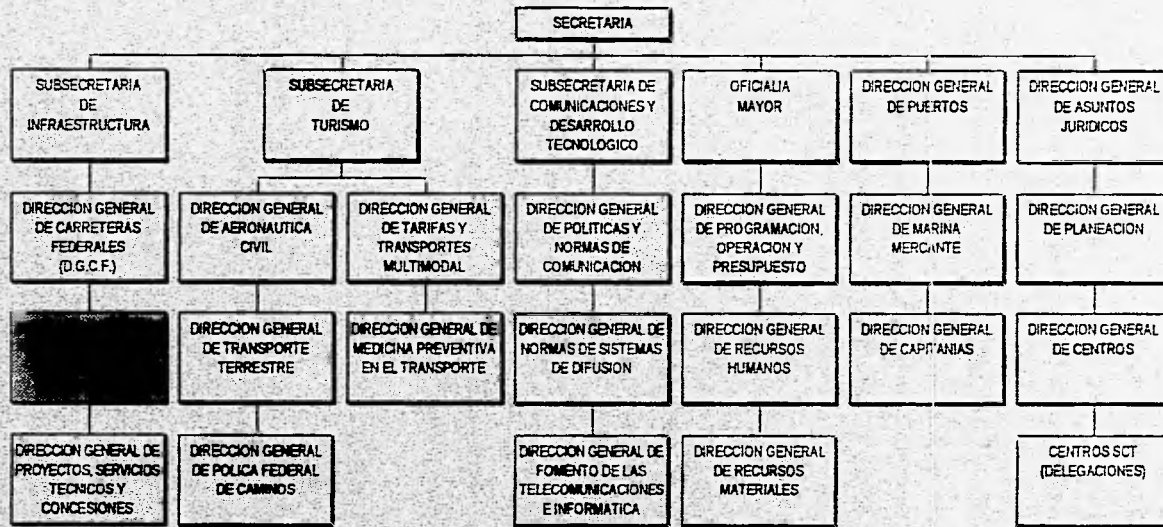 SECRETARIA
SUBSECRETARIA
DE
INFRAESTRUCTURA
SUBSECRETARIA
DE
TURISMO
SUBSECRETARIA DE
COMUNICACIONES Y
DESARROLLO
TECNOLOGICO
OFICIALIA
MAYOR
DIRECCION GENERAL
DE PUERTOS
DIRECCION GENERAL
DE ASUNTOS
JURIDICOS
DIRECCION GENERAL
DE CARRETERAS
FEDERALES
(D.G.C.F.)
DIRECCION GENERAL
DE AERONAUTICA
CIVIL
DIRECCION GENERAL
DE TARIFAS Y
TRANSPORTES
MULTIMODAL
DIRECCION GENERAL
DE POLITICAS Y
NORMAS DE
COMUNICACION
DIRECCION GENERAL
DE PROGRAMACION,
OPERACION Y
PRESUPUESTO
DIRECCION GENERAL
DE MARINA
MERCANTE
DIRECCION GENERAL
DE PLANEACION
DIRECCION GENERAL
DE TRANSPORTE
TERRESTRE
DIRECCION GENERAL DE
MEDICINA PREVENTIVA
EN EL TRANSPORTE
DIRECCION GENERAL DE
NORMAS DE SISTEMAS
DE DIFUSION
DIRECCION GENERAL
DE RECURSOS
HUMANOS
DIRECCION GENERAL
DE CAPITANIAS
DIRECCION GENERAL
DE CENTROS
DIRECCION GENERAL DE
PROYECTOS, SERVICIOS
TECNICOS Y
CONCESIONES
DIRECCION GENERAL
DE POLICA FEDERAL
DE CAMINOS
DIRECCION GENERAL DE
FOMENTO DE LAS
TELECOMUNICACIONES
E INFORMATICA
DIRECCION GENERAL
DE RECURSOS
MATERIALES
CENTROS SCT
(DELEGACIONES)